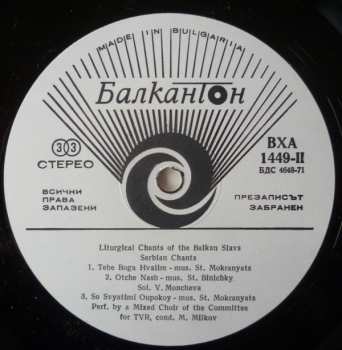 MADE IN BULGARIA
Балкантон
33
СТЕРЕО
ВХА
1449-II
БДС 4648-71
ВСИЧКИ
ПРАВА
ЗАПАЗЕНИ
ПРЕЗАПИСЪТ
ЗАБРАНЕН
Liturgical Chants of the Balkan Slavs
Serbian Chants
1. Tebe Boga Hvalim - mus. St. Mokranyats
2. Otche Nash - mus. St. Binichky
Sol. V. Moncheva
3. So Svyatimi Oupokoy - mus. St. Mokranyats
Perf. by a Mixed Choir of the Committee
for TVR, cond. M. Milkov